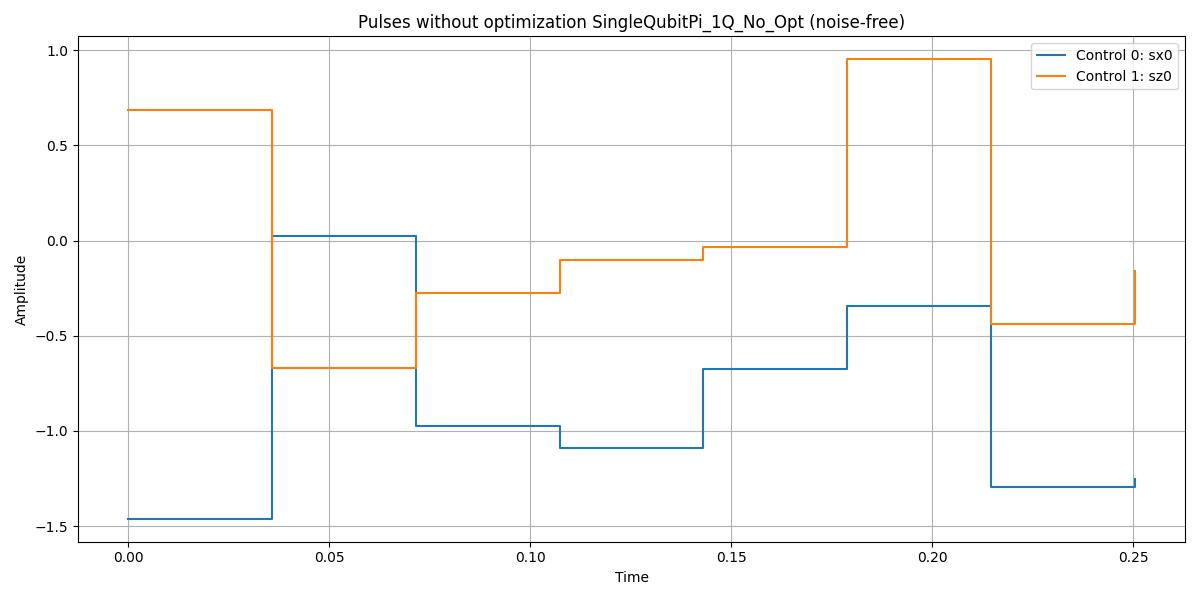 Pulses without optimization SingleQubitPi_1Q_No_Opt (noise-free)
Control 0: sx0
Control 1: sz0
Amplitude
1.0
0.5
0.0
−0.5
−1.0
−1.5
0.00 0.05 0.10 0.15 0.20 0.25
Time